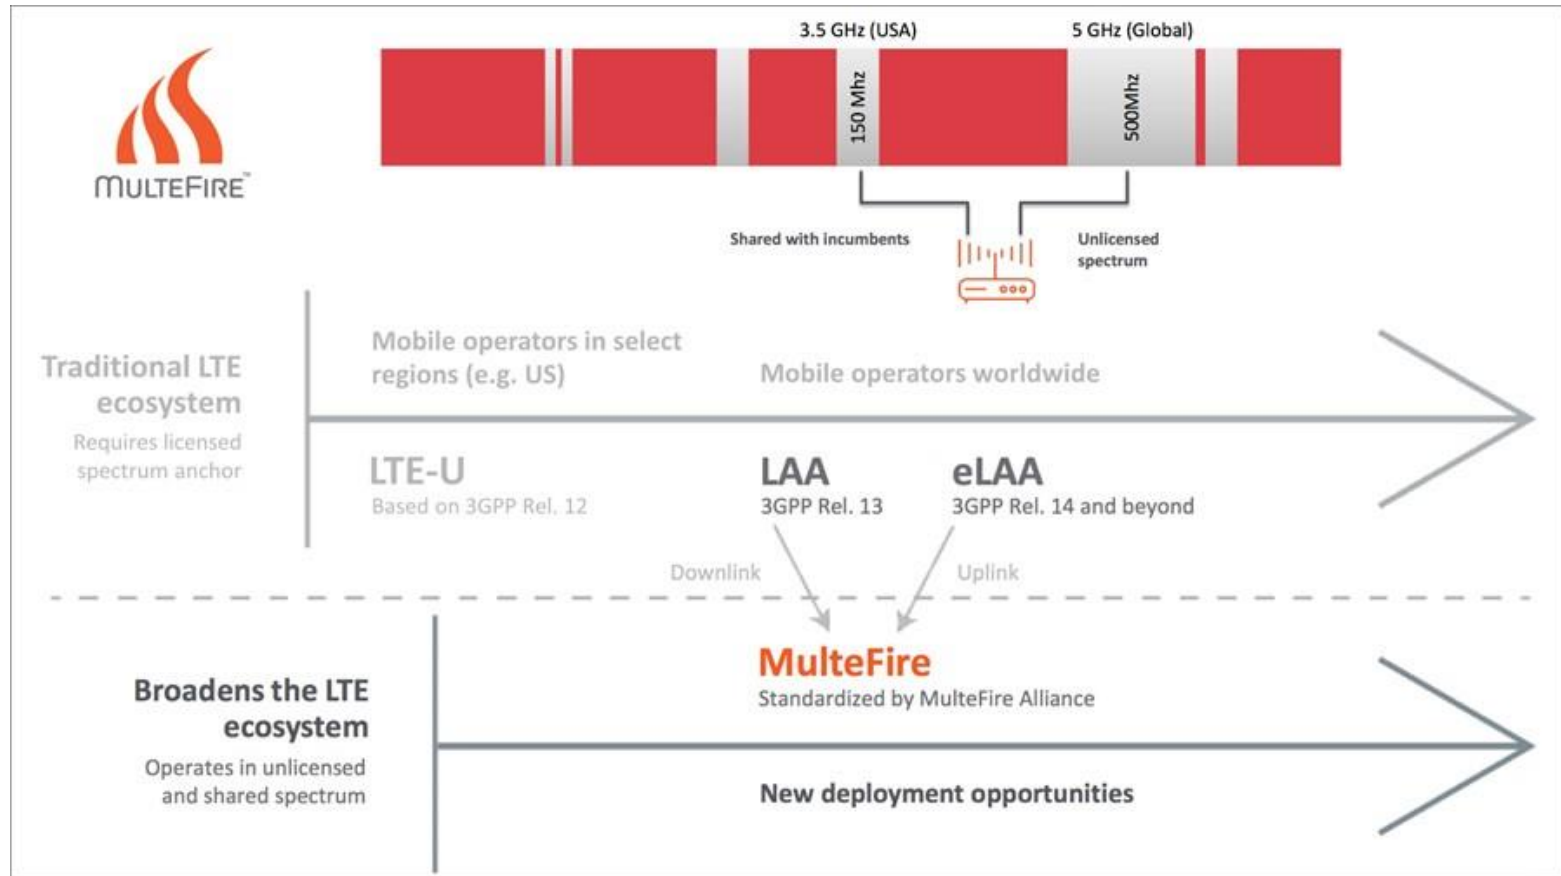 3.5 GHz (USA)
5 GHz (Global)
150 Mhz
500Mhz
MULTEFIRE™
Shared with incumbents
Unlicensed
spectrum
Traditional LTE
ecosystem
Requires licensed
spectrum anchor
Mobile operators in select
regions (e.g. US)
Mobile operators worldwide
LTE-U
Based on 3GPP Rel. 12
LAA
3GPP Rel. 13
eLAA
3GPP Rel. 14 and beyond
Downlink
Uplink
MulteFire
Standardized by MulteFire Alliance
Broadens the LTE
ecosystem
Operates in unlicensed
and shared spectrum
New deployment opportunities